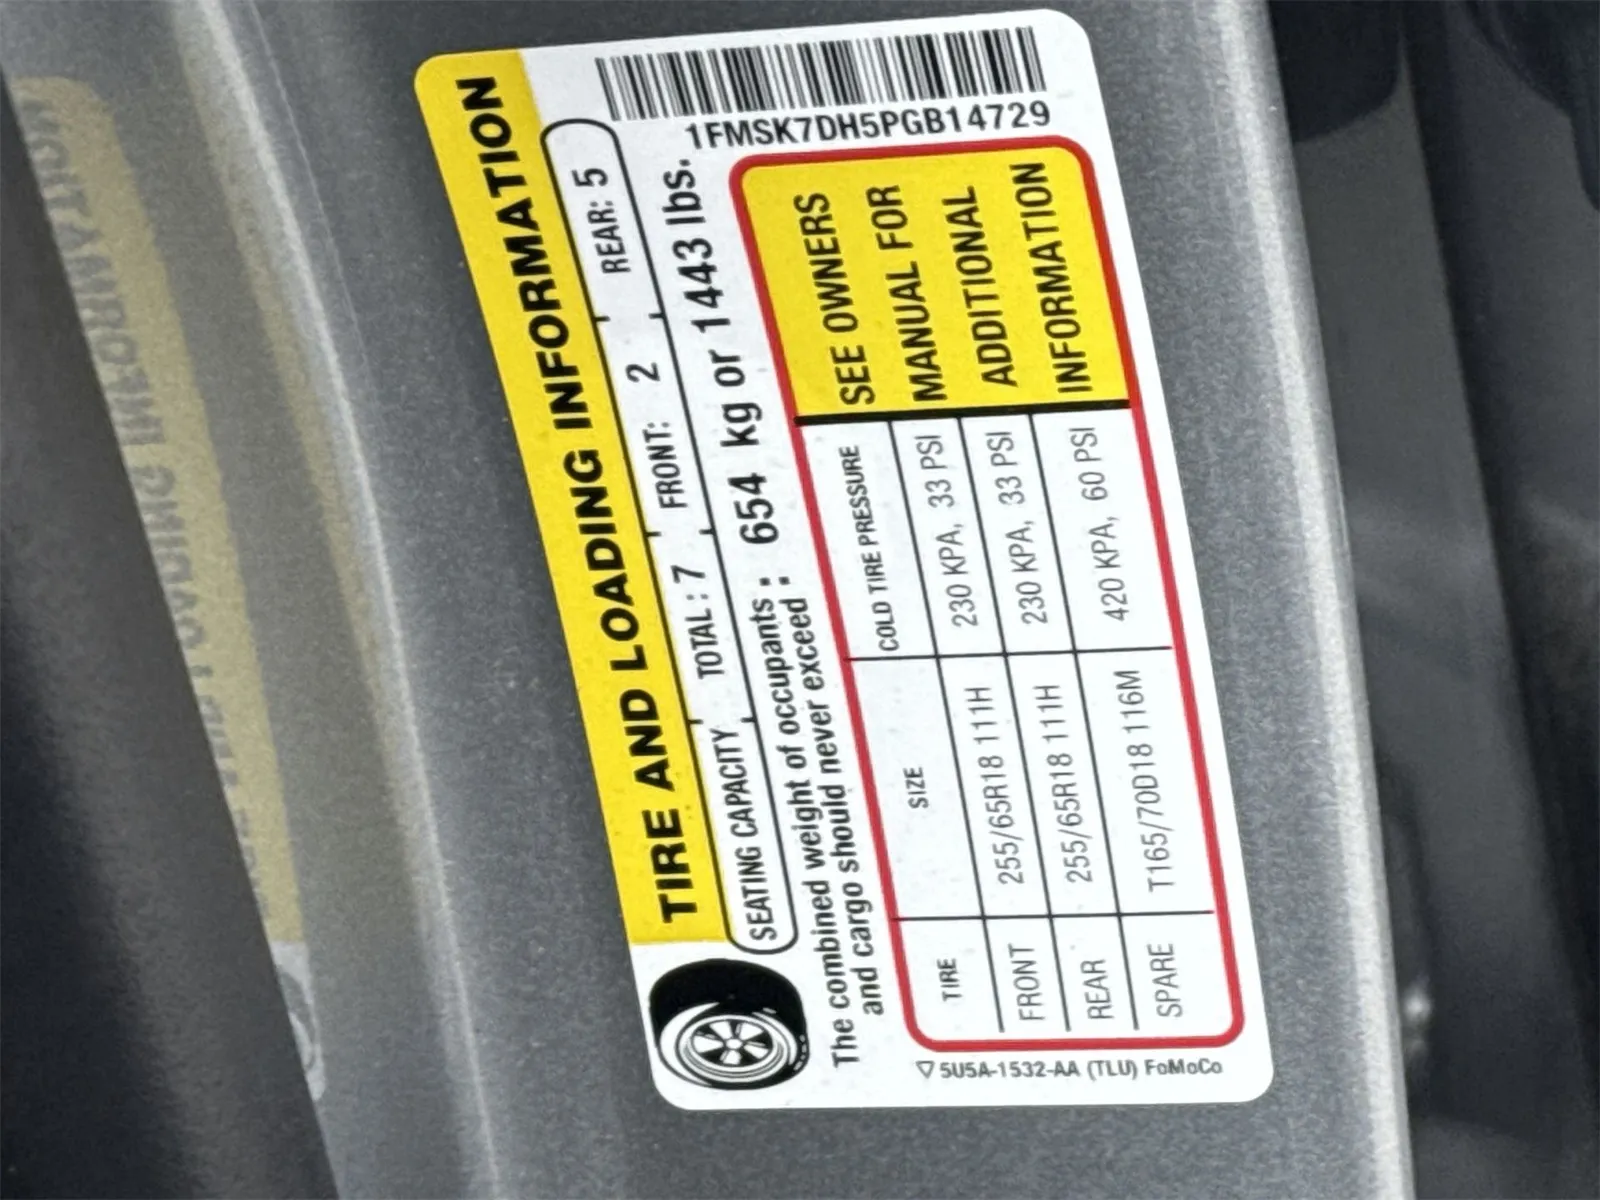 1FMSK7DH5PGB14729
TIRE AND LOADING INFORMATION
SEATING CAPACITY TOTAL: 7 FRONT: 2 REAR: 5
The combined weight of occupants and cargo should never exceed : 654 kg or 1443 lbs.
TIRE SIZE COLD TIRE PRESSURE
FRONT 255/65R18 111H 230 KPA, 33 PSI
REAR 255/65R18 111H 230 KPA, 33 PSI
SPARE T165/70D18 116M 420 KPA, 60 PSI
SEE OWNERS
MANUAL FOR
ADDITIONAL
INFORMATION
5U5A-1532-AA (TLU) FoMoCo